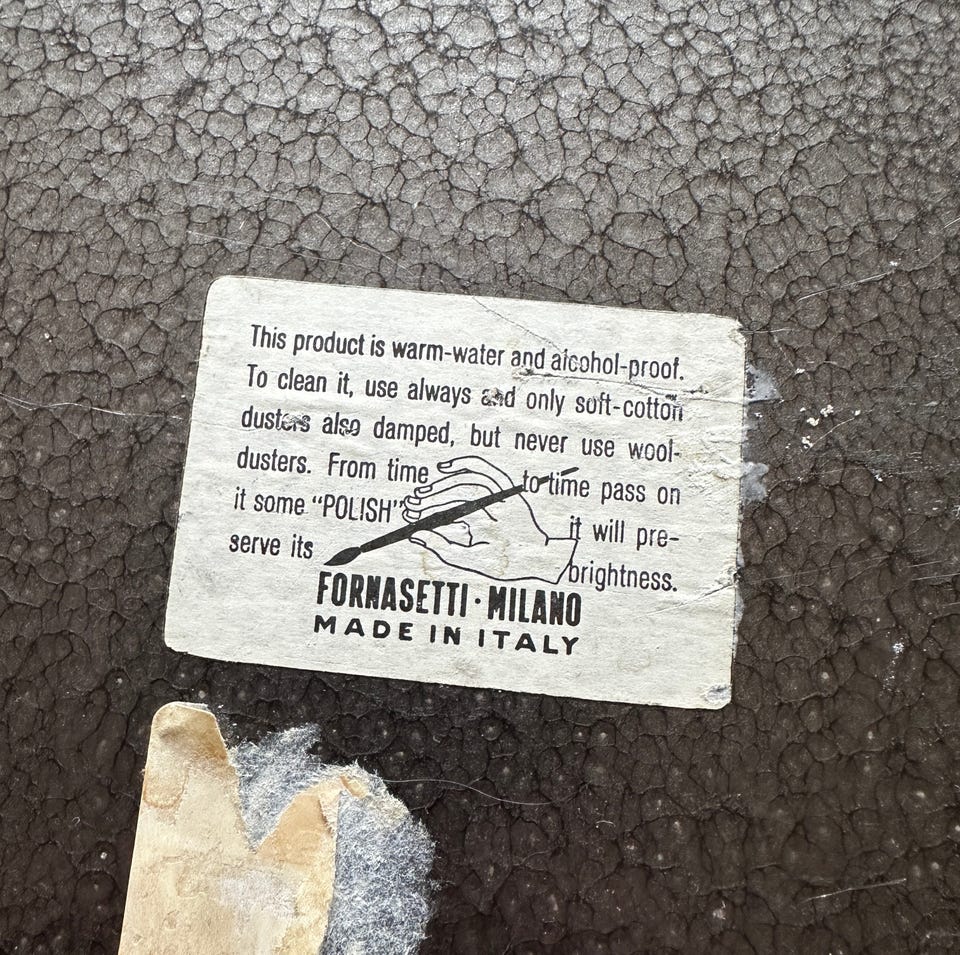 This product is warm-water and alcohol-proof.
To clean it, use always and only soft-cotton
dusters also damped, but never use wool-
dusters. From time to time pass on
it some “POLISH” it will pre-
serve its brightness.
FORNASETTI · MILANO
MADE IN ITALY